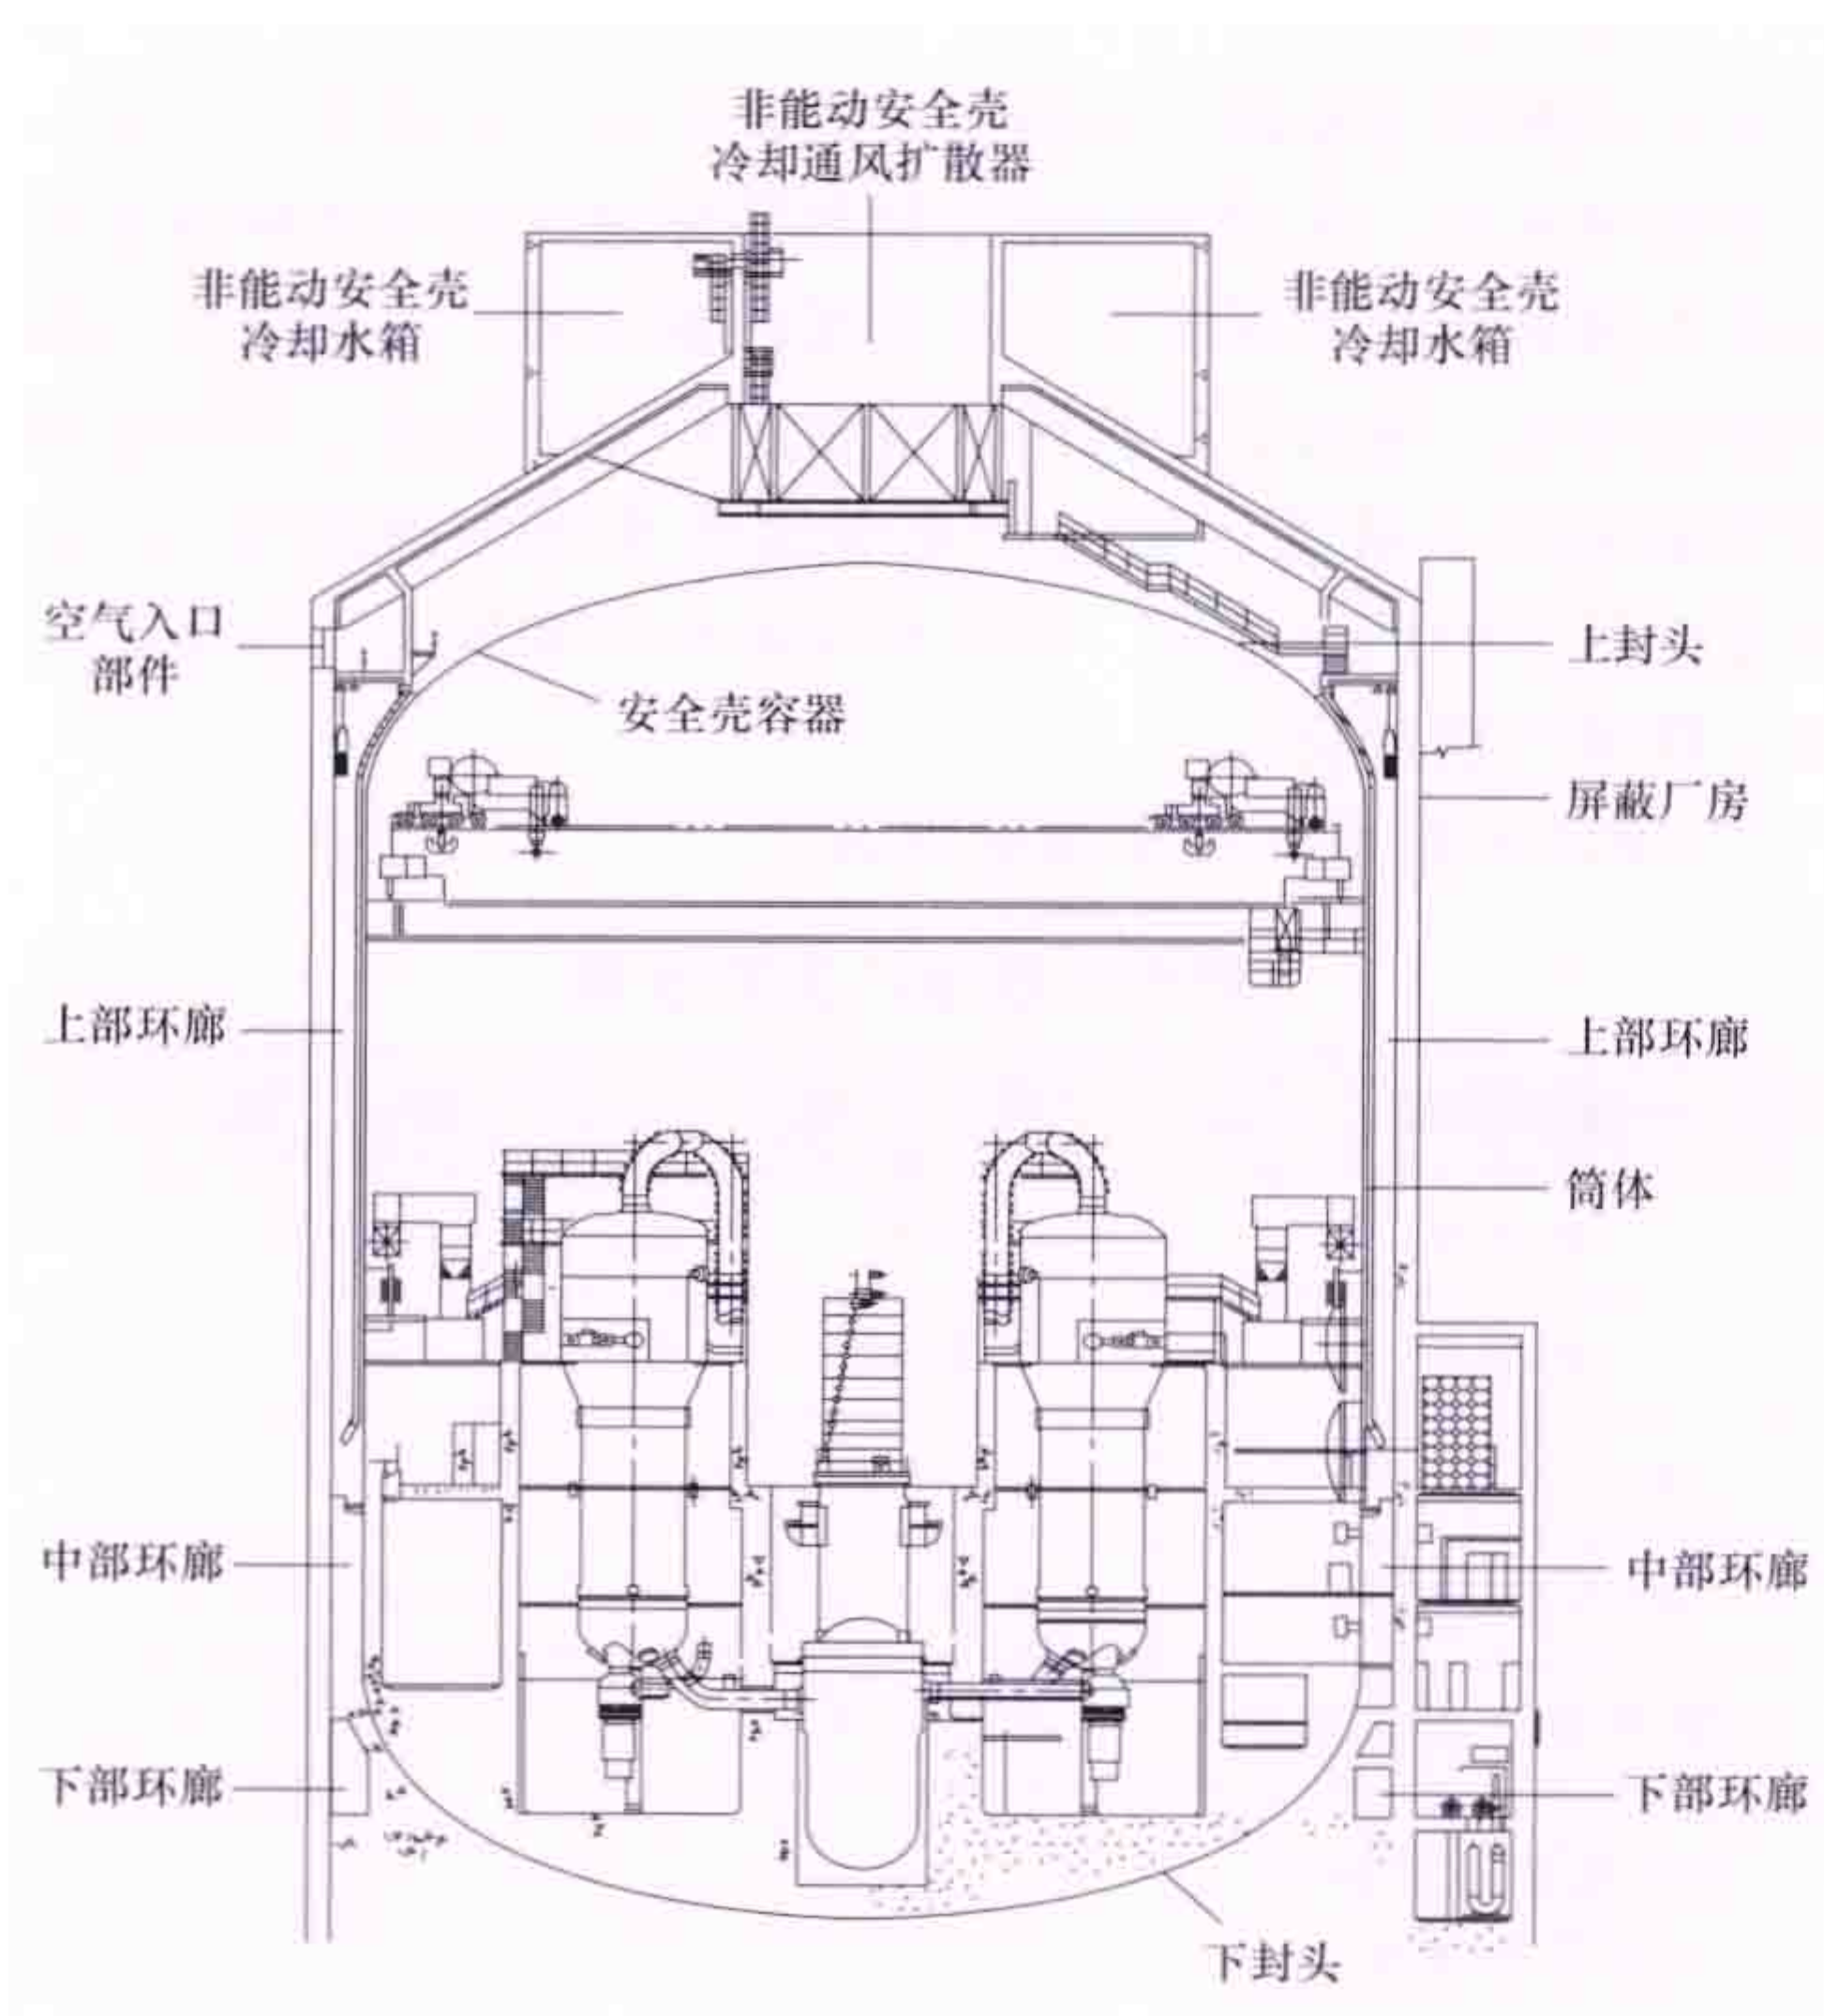 非能动安全壳
冷却通风扩散器
非能动安全壳
冷却水箱
非能动安全壳
冷却水箱
空气入口
部件
上封头
安全壳容器
屏蔽厂房
上部环廊
上部环廊
筒体
中部环廊
中部环廊
下部环廊
下部环廊
下封头